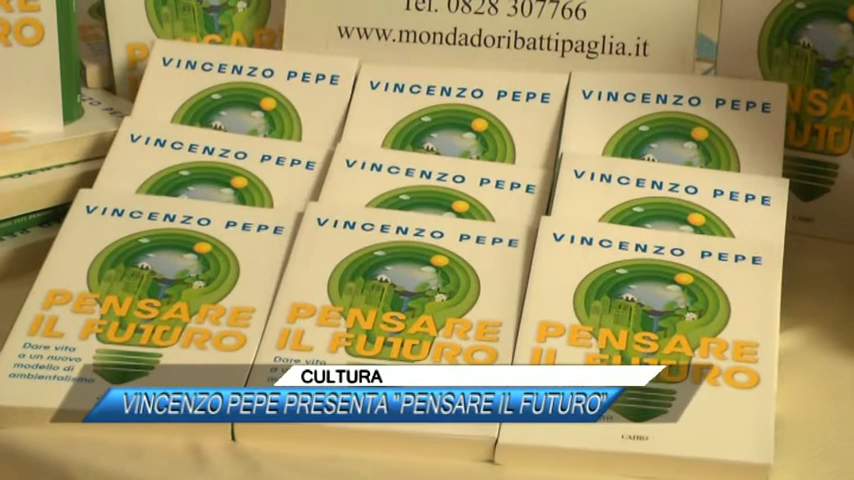 Tel. 0828 307766
www.mondadoribattipaglia.it
VINCENZO PEPE
VINCENZO PEPE
VINCENZO PEPE
VINCENZO PEPE
VINCENZO PEPE
VINCENZO PEPE
VINCENZO PEPE
PENSARE
IL FUTURO
Dare vita
a un nuovo
modello di
ambientalismo
VINCENZO PEPE
PENSARE
IL FUTURO
Dare vita
VINCENZO PEPE
PENSARE
IL FUTURO
CAIRO
CULTURA
VINCENZO PEPE PRESENTA "PENSARE IL FUTURO"